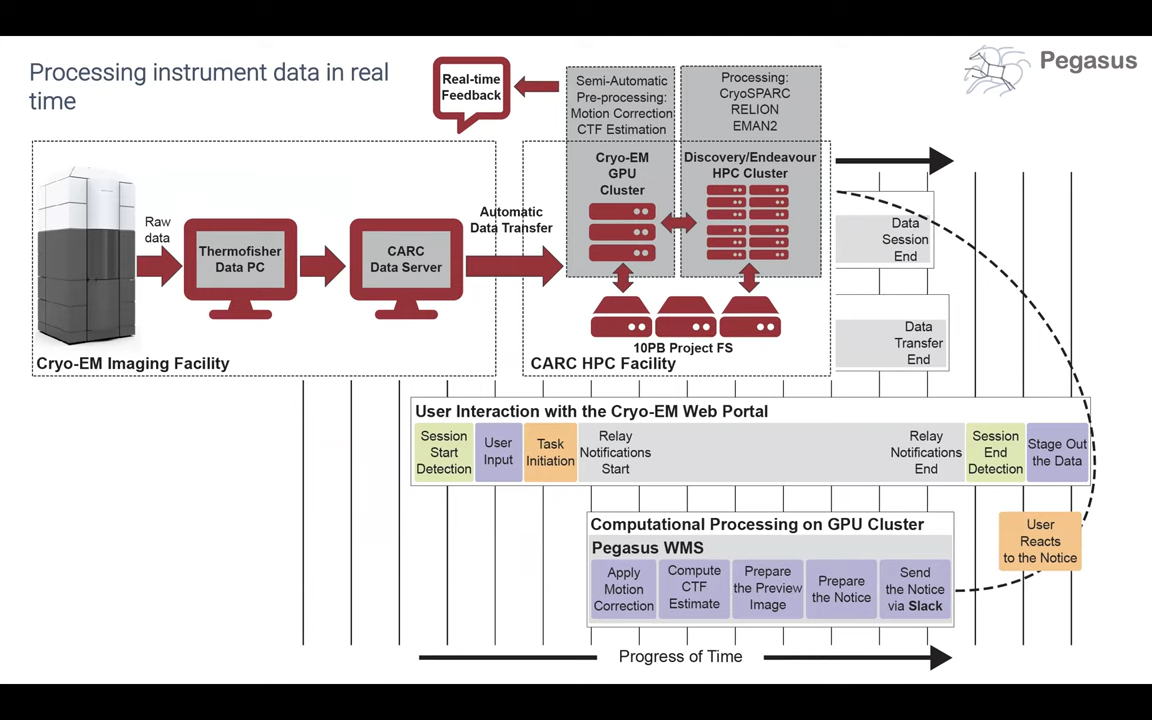 Processing instrument data in real
time
Pegasus
Real-time
Feedback
Semi-Automatic
Pre-processing:
Motion Correction
CTF Estimation
Processing:
CryoSPARC
RELION
EMAN2
Cryo-EM
GPU
Cluster
Discovery/Endeavour
HPC Cluster
Raw
data
Thermofisher
Data PC
CARC
Data Server
Automatic
Data Transfer
10PB Project FS
Cryo-EM Imaging Facility
CARC HPC Facility
Data
Session
End
Data
Transfer
End
User Interaction with the Cryo-EM Web Portal
Session
Start
Detection
User
Input
Task
Initiation
Relay
Notifications
Start
Relay
Notifications
End
Session
End
Detection
Stage Out
the Data
Computational Processing on GPU Cluster
Pegasus WMS
Apply
Motion
Correction
Compute
CTF
Estimate
Prepare
the Preview
Image
Prepare
the Notice
Send
the Notice
via Slack
User
Reacts
to the Notice
Progress of Time